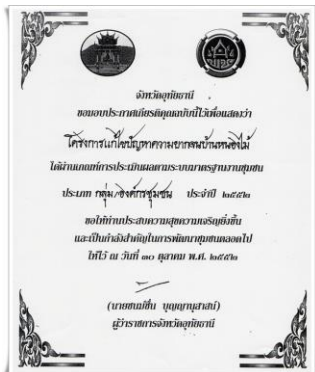 จังหวัดอุทัยธานี
ขอมอบประกาศเกียรติคุณฉบับนี้ไว้เพื่อแสดงว่า
โครงการแก้ไขปัญหาความยากจนบ้านหนองไม้
ได้ผ่านเกณฑ์การประเมินผลตามระบบมาตรฐานงานชุมชน
ประเภท กลุ่ม/องค์กรชุมชน ประจำปี ๒๕๕๒
ขอให้ท่านประสบความสุขความเจริญยิ่งขึ้น
และเป็นกำลังสำคัญในการพัฒนาชุมชนตลอดไป
ให้ไว้ ณ วันที่ ๓๐ ตุลาคม พ.ศ. ๒๕๕๒
(นายชนม์ชื่น บุญญานุสาสน์)
ผู้ว่าราชการจังหวัดอุทัยธานี